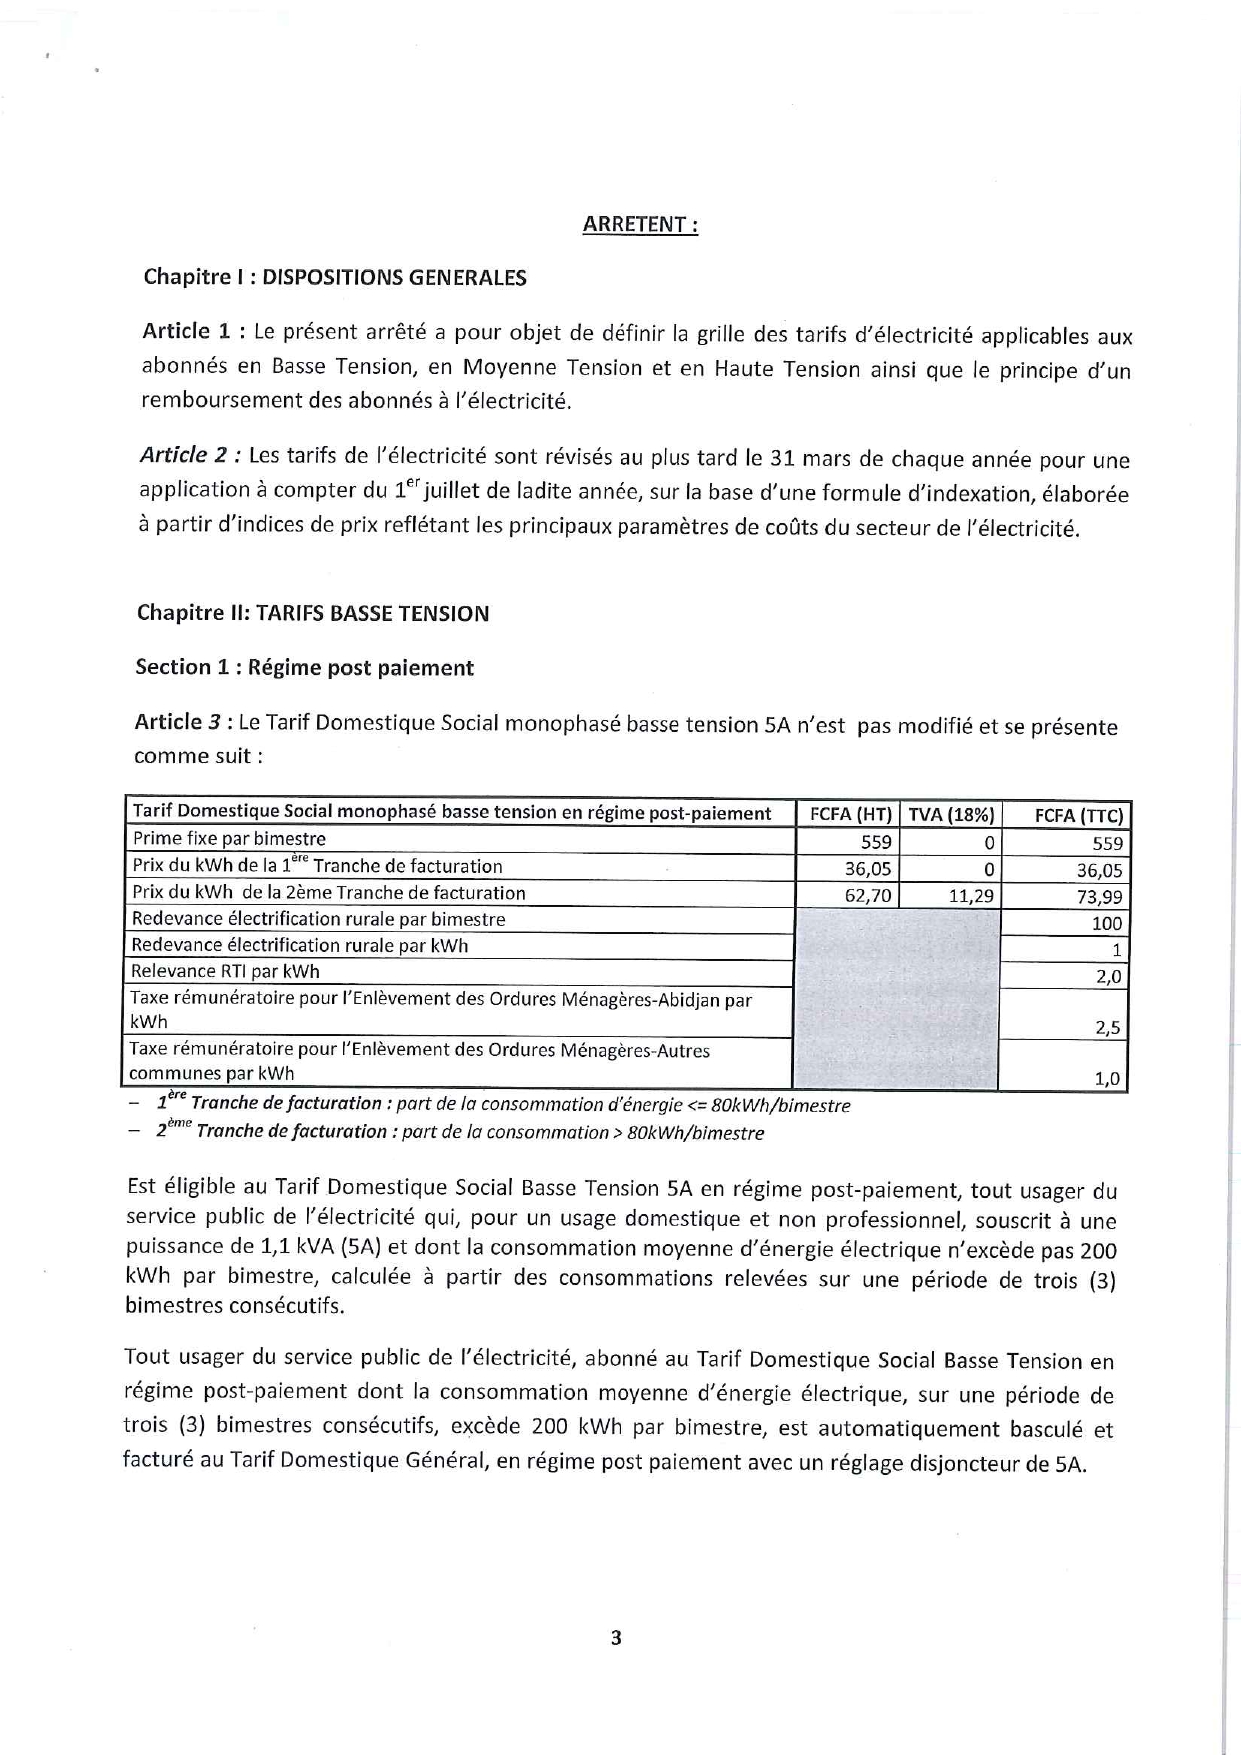 ARRETENT :
Chapitre I : DISPOSITIONS GENERALES
Article 1 : Le présent arrêté a pour objet de définir la grille des tarifs d'électricité applicables aux
abonnés en Basse Tension, en Moyenne Tension et en Haute Tension ainsi que le principe d'un
remboursement des abonnés à l'électricité.
Article 2 : Les tarifs de l'électricité sont révisés au plus tard le 31 mars de chaque année pour une
application à compter du 1er juillet de ladite année, sur la base d'une formule d'indexation, élaborée
à partir d'indices de prix reflétant les principaux paramètres de coûts du secteur de l'électricité.
Chapitre II: TARIFS BASSE TENSION
Section 1 : Régime post paiement
Article 3 : Le Tarif Domestique Social monophasé basse tension 5A n'est pas modifié et se présente
comme suit :
Tarif Domestique Social monophasé basse tension en régime post-paiement FCFA (HT) TVA (18%) FCFA (TTC)
Prime fixe par bimestre 559 0 559
Prix du kWh de la 1ère Tranche de facturation 36,05 0 36,05
Prix du kWh de la 2ème Tranche de facturation 62,70 11,29 73,99
Redevance électrification rurale par bimestre 100
Redevance électrification rurale par kWh 1
Relevance RTI par kWh 2,0
Taxe rémunératoire pour l'Enlèvement des Ordures Ménagères-Abidjan par
kWh 2,5
Taxe rémunératoire pour l'Enlèvement des Ordures Ménagères-Autres
communes par kWh 1,0
– 1ère Tranche de facturation : part de la consommation d'énergie <= 80kWh/bimestre
– 2ème Tranche de facturation : part de la consommation > 80kWh/bimestre
Est éligible au Tarif Domestique Social Basse Tension 5A en régime post-paiement, tout usager du
service public de l'électricité qui, pour un usage domestique et non professionnel, souscrit à une
puissance de 1,1 kVA (5A) et dont la consommation moyenne d'énergie électrique n'excède pas 200
kWh par bimestre, calculée à partir des consommations relevées sur une période de trois (3)
bimestres consécutifs.
Tout usager du service public de l'électricité, abonné au Tarif Domestique Social Basse Tension en
régime post-paiement dont la consommation moyenne d'énergie électrique, sur une période de
trois (3) bimestres consécutifs, excède 200 kWh par bimestre, est automatiquement basculé et
facturé au Tarif Domestique Général, en régime post paiement avec un réglage disjoncteur de 5A.
3